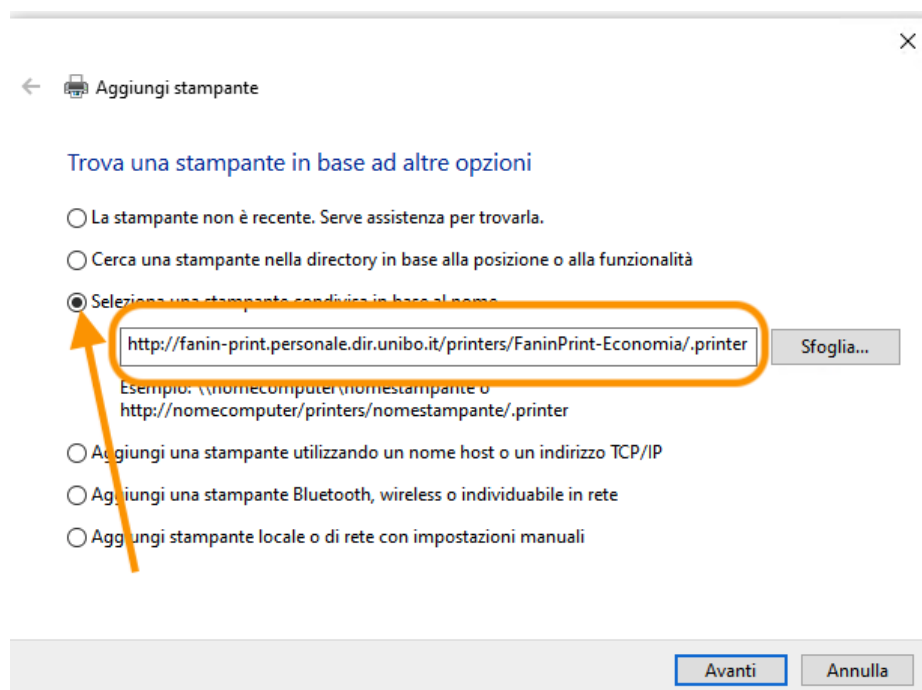 Aggiungi stampante
Trova una stampante in base ad altre opzioni
La stampante non è recente. Serve assistenza per trovarla.
Cerca una stampante nella directory in base alla posizione o alla funzionalità
Seleziona una stampante condivisa in base al nome
http://fanin-print.personale.dir.unibo.it/printers/FaninPrint-Economia/.printer
Sfoglia...
Esempio: \\nomecomputer\nomestampante o
http://nomecomputer/printers/nomestampante/.printer
Aggiungi una stampante utilizzando un nome host o un indirizzo TCP/IP
Aggiungi una stampante Bluetooth, wireless o individuabile in rete
Aggiungi stampante locale o di rete con impostazioni manuali
Avanti
Annulla